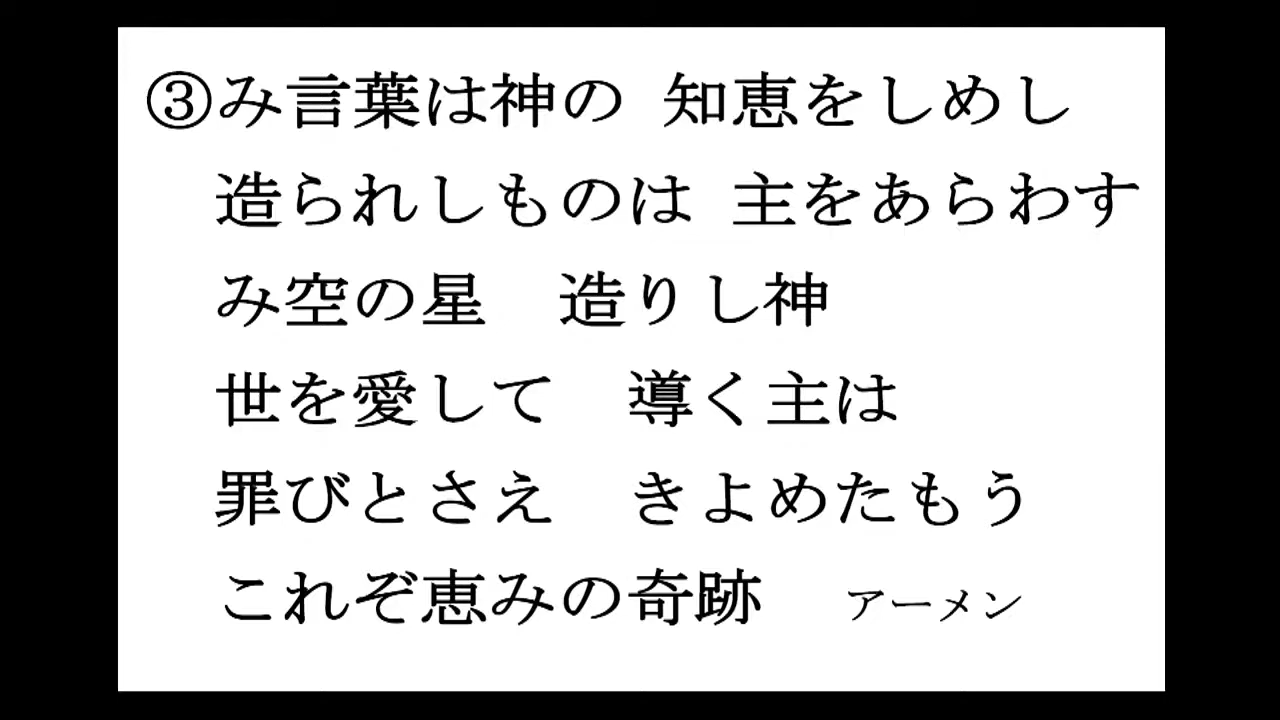 ③み言葉は神の 知恵をしめし
造られしものは 主をあらわす
み空の星　造りし神
世を愛して　導く主は
罪びとさえ　きよめたもう
これぞ恵みの奇跡　アーメン